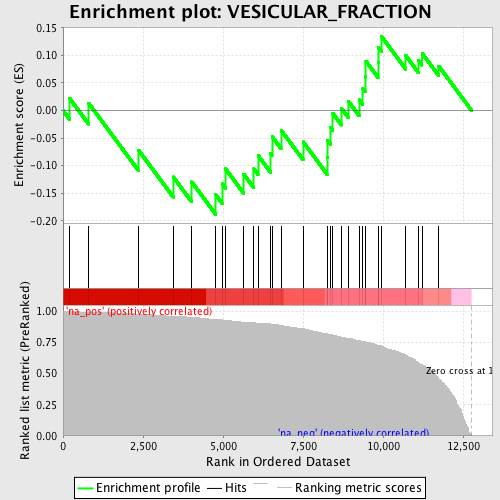 Enrichment plot: VESICULAR_FRACTION
Enrichment score (ES)
0.15
0.10
0.05
0.00
-0.05
-0.10
-0.15
-0.20
'na_pos' (positively correlated)
Ranked list metric (PreRanked)
1.00
0.75
0.50
0.25
0.00
Zero cross at 1
'na_neg' (negatively correlated)
0
2,500
5,000
7,500
10,000
12,500
Rank in Ordered Dataset
Enrichment profile
Hits
Ranking metric scores